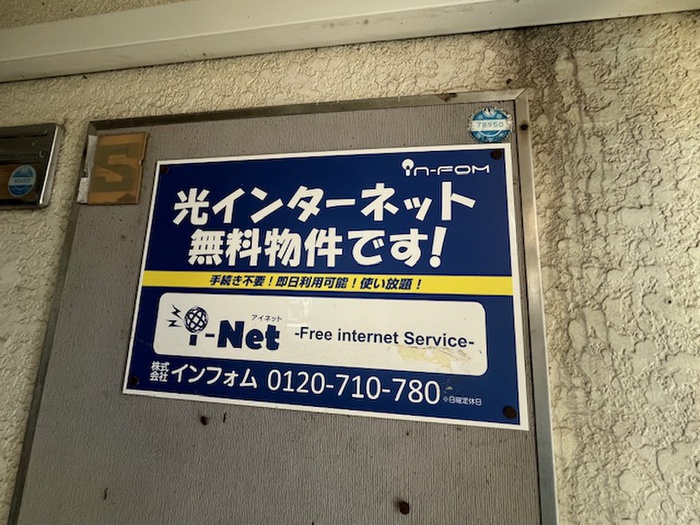 78950
S
in-FOM
光インターネット
無料物件です!
手続き不要!即日利用可能!使い放題!
アイネット
i-Net -Free internet Service-
株式会社 インフォム 0120-710-780 ※日曜定休日